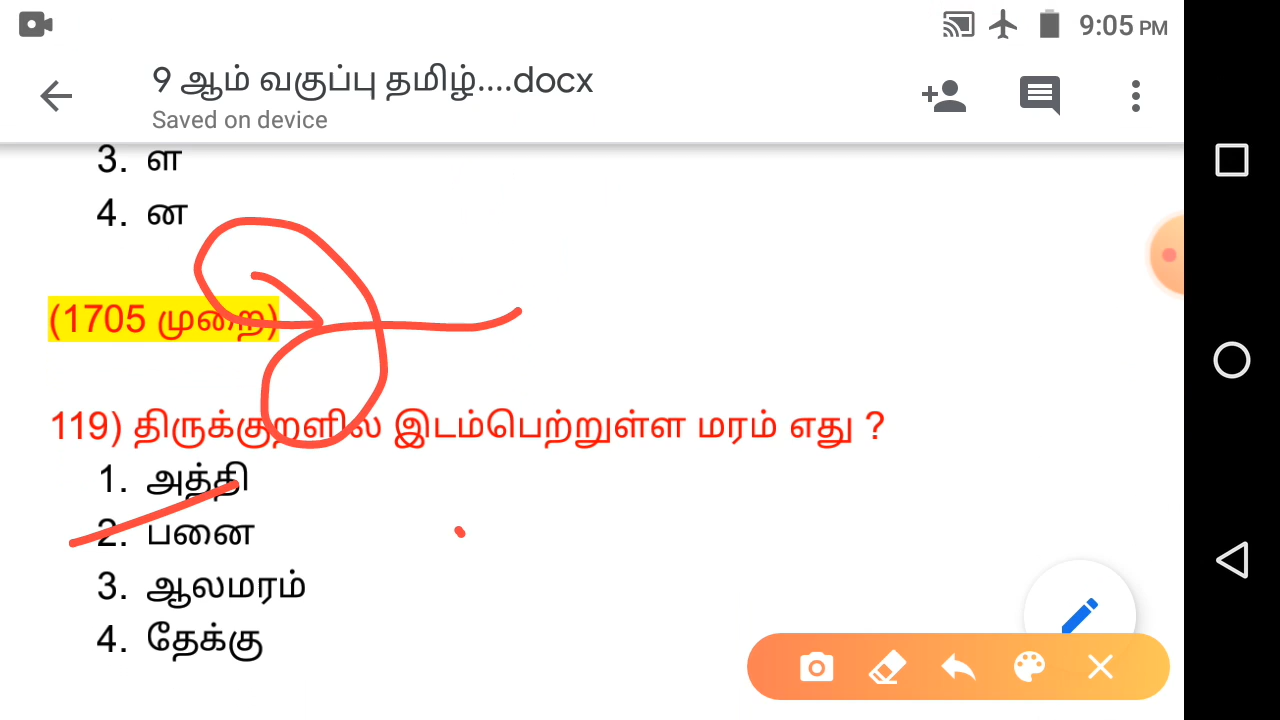 9:05 PM
9 ஆம் வகுப்பு தமிழ்....docx
Saved on device
3. ள
4. ன
(1705 முறை)
119) திருக்குறளில் இடம்பெற்றுள்ள மரம் எது ?
1. அத்தி
2. பனை
3. ஆலமரம்
4. தேக்கு